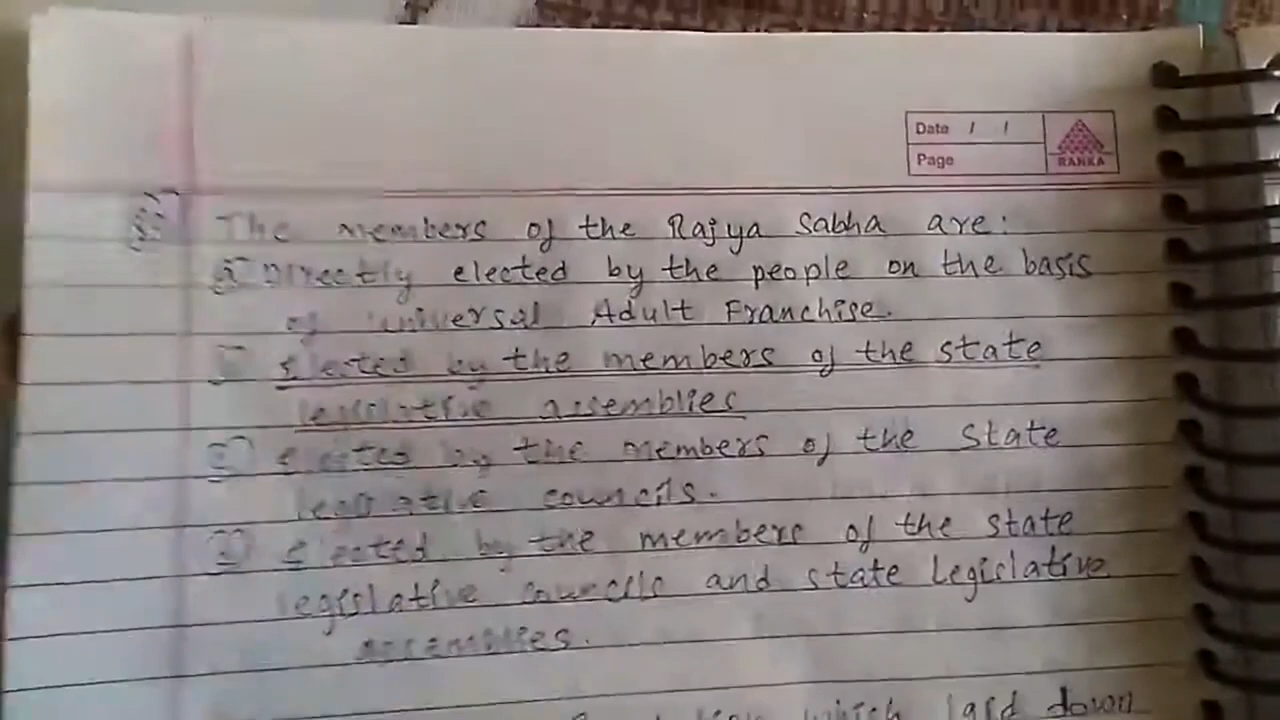 Date / /
Page
RANKA
The members of the Rajya Sabha are:
Directly elected by the people on the basis
of universal Adult Franchise.
elected by the members of the state
legislative assemblies
elected by the members of the state
legislative councils.
elected by the members of the state
legislative councils and state Legislative
assemblies.
which laid down